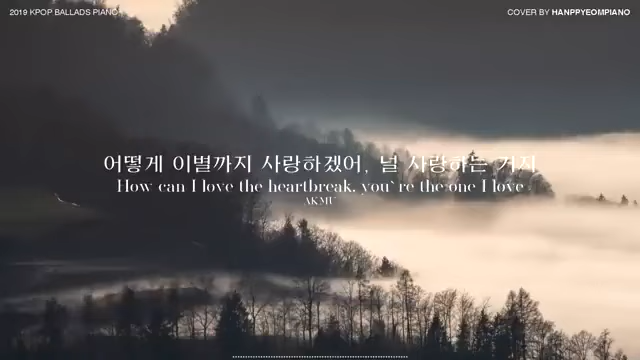 2019 KPOP BALLADS PIANO
COVER BY HANPPYEOMPIANO
어떻게 이별까지 사랑하겠어, 널 사랑하는 거지
How can I love the heartbreak, you`re the one I love
AKMU